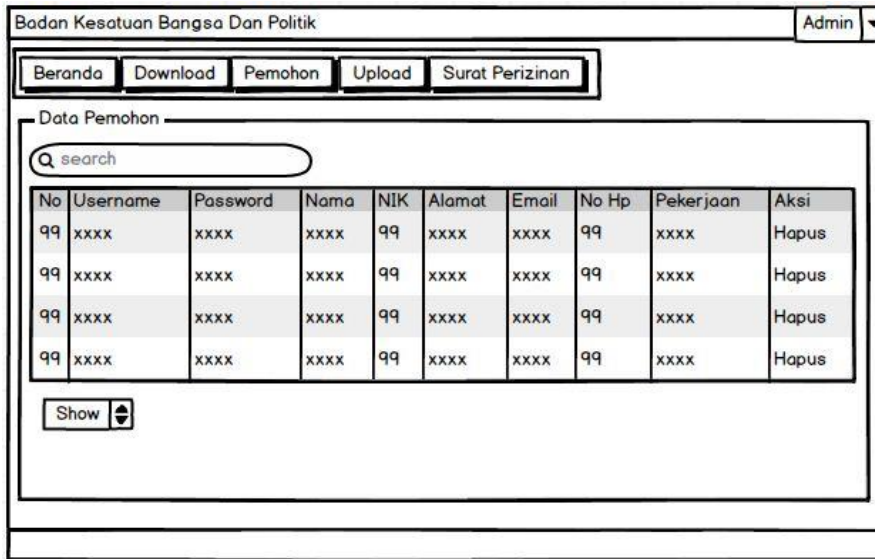 Badan Kesatuan Bangsa Dan Politik Admin
Beranda Download Pemohon Upload Surat Perizinan
Data Pemohon
search
No Username Password Nama NIK Alamat Email No Hp Pekerjaan Aksi
99 xxxx xxxx xxxx 99 xxxx xxxx 99 xxxx Hapus
99 xxxx xxxx xxxx 99 xxxx xxxx 99 xxxx Hapus
99 xxxx xxxx xxxx 99 xxxx xxxx 99 xxxx Hapus
99 xxxx xxxx xxxx 99 xxxx xxxx 99 xxxx Hapus
Show